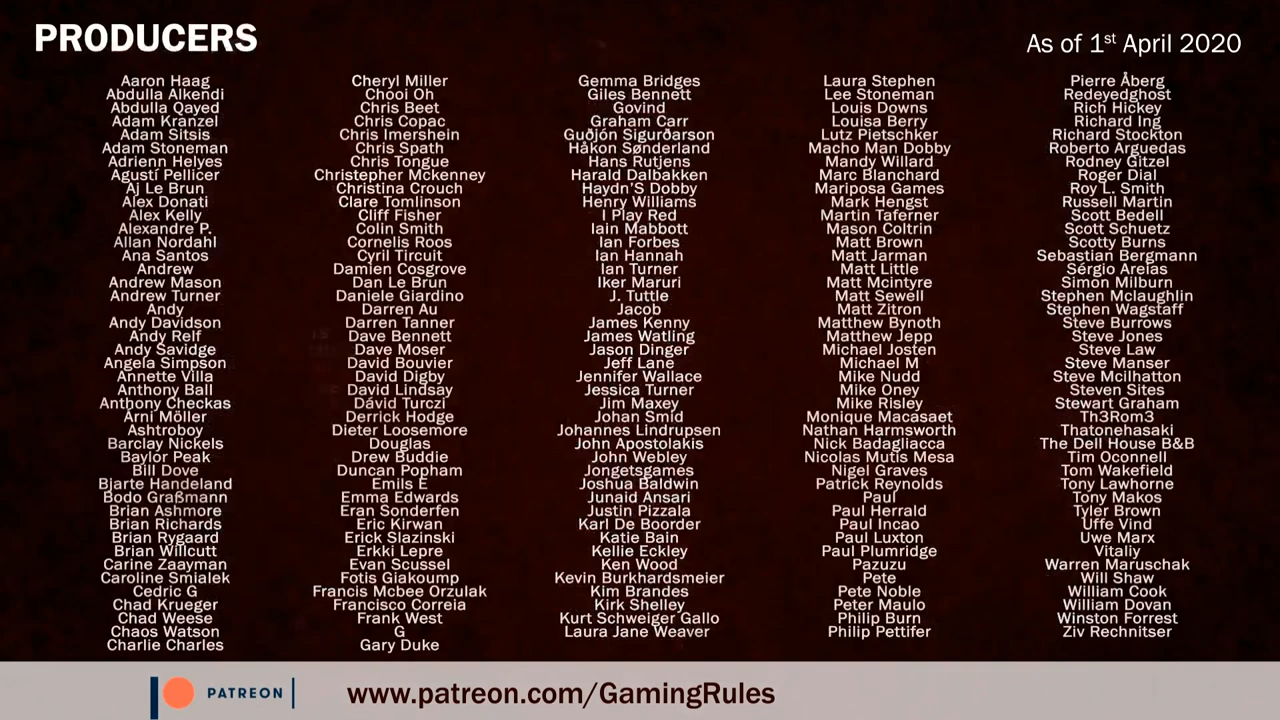 PRODUCERS
As of 1st April 2020
Aaron Haag
Abdulla Alkendi
Abdulla Qayed
Adam Kranzel
Adam Sitsis
Adam Stoneman
Adrienn Helyes
Agustí Pellicer
Aj Le Brun
Alex Donati
Alex Kelly
Alexandre P.
Allan Nordahl
Ana Santos
Andrew
Andrew Mason
Andrew Turner
Andy
Andy Davidson
Andy Relf
Andy Savidge
Angela Simpson
Annette Villa
Anthony Ball
Anthony Checkas
Arni Möller
Ashtroboy
Barclay Nickels
Baylor Peak
Bill Dove
Bjarte Handeland
Bodo Graßmann
Brian Ashmore
Brian Richards
Brian Rygaard
Brian Willcutt
Carine Zaayman
Caroline Smialek
Cedric G
Chad Krueger
Chad Weese
Chaos Watson
Charlie Charles
Cheryl Miller
Chooi Oh
Chris Beet
Chris Copac
Chris Imershein
Chris Spath
Chris Tongue
Christopher Mckenney
Christina Crouch
Clare Tomlinson
Cliff Fisher
Colin Smith
Cornelis Roos
Cyril Tircuit
Damien Cosgrove
Dan Le Brun
Daniele Giardino
Darren Au
Darren Tanner
Dave Bennett
Dave Moser
David Bouvier
David Digby
David Lindsay
Dávid Turczi
Derrick Hodge
Dieter Loosemore
Douglas
Drew Buddie
Duncan Popham
Emils E
Emma Edwards
Eran Sonderfen
Eric Kirwan
Erick Slazinski
Erkki Lepre
Evan Scussel
Fotis Giakoump
Francis Mcbee Orzulak
Francisco Correia
Frank West
G
Gary Duke
Gemma Bridges
Giles Bennett
Govind
Graham Carr
Guðjón Sigurðarson
Håkon Sønderland
Hans Rutjens
Harald Dalbakken
Haydn'S Dobby
Henry Williams
I Play Red
Iain Mabbott
Ian Forbes
Ian Hannah
Ian Turner
Iker Maruri
J. Tuttle
Jacob
James Kenny
James Watling
Jason Dinger
Jeff Lane
Jennifer Wallace
Jessica Turner
Jim Maxey
Johan Smid
Johannes Lindrupsen
John Apostolakis
John Webley
Jongetsgames
Joshua Baldwin
Junaid Ansari
Justin Pizzala
Karl De Boorder
Katie Bain
Kellie Eckley
Ken Wood
Kevin Burkhardsmeier
Kim Brandes
Kirk Shelley
Kurt Schweiger Gallo
Laura Jane Weaver
Laura Stephen
Lee Stoneman
Louis Downs
Louisa Berry
Lutz Pietschker
Macho Man Dobby
Mandy Willard
Marc Blanchard
Mariposa Games
Mark Hengst
Martin Taferner
Mason Coltrin
Matt Brown
Matt Jarman
Matt Little
Matt Mcintyre
Matt Sewell
Matt Zitron
Matthew Bynoth
Matthew Jepp
Michael Josten
Michael M
Mike Nudd
Mike Oney
Mike Risley
Monique Macasaet
Nathan Harmsworth
Nick Badagliacca
Nicolas Mutis Mesa
Nigel Graves
Patrick Reynolds
Paul
Paul Herrald
Paul Incao
Paul Luxton
Paul Plumridge
Pazuzu
Pete
Pete Noble
Peter Maulo
Philip Burn
Philip Pettifer
Pierre Åberg
Redeyedghost
Rich Hickey
Richard Ing
Richard Stockton
Roberto Arguedas
Rodney Gitzel
Roger Dial
Roy L. Smith
Russell Martin
Scott Bedell
Scott Schuetz
Scotty Burns
Sebastian Bergmann
Sérgio Areias
Simon Milburn
Stephen Mclaughlin
Stephen Wagstaff
Steve Burrows
Steve Jones
Steve Law
Steve Manser
Steve Mcilhatton
Steven Sites
Stewart Graham
Th3Rom3
Thatonehasaki
The Dell House B&B
Tim Oconnell
Tom Wakefield
Tony Lawhorne
Tony Makos
Tyler Brown
Uffe Vind
Uwe Marx
Vitaliy
Warren Maruschak
Will Shaw
William Cook
William Dovan
Winston Forrest
Ziv Rechnitser
PATREON
www.patreon.com/GamingRules